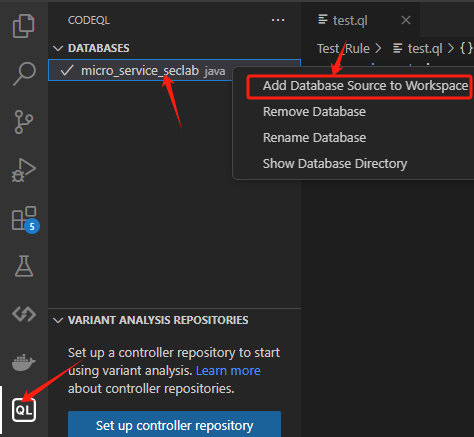 CODEQL
···
test.ql
DATABASES
Test_Rule > test.ql > {}
micro_service_seclab java
Add Database Source to Workspace
Remove Database
Rename Database
Show Database Directory
5
VARIANT ANALYSIS REPOSITORIES
Set up a controller repository to start
using variant analysis. Learn more
about controller repositories.
QL
Set up controller repository